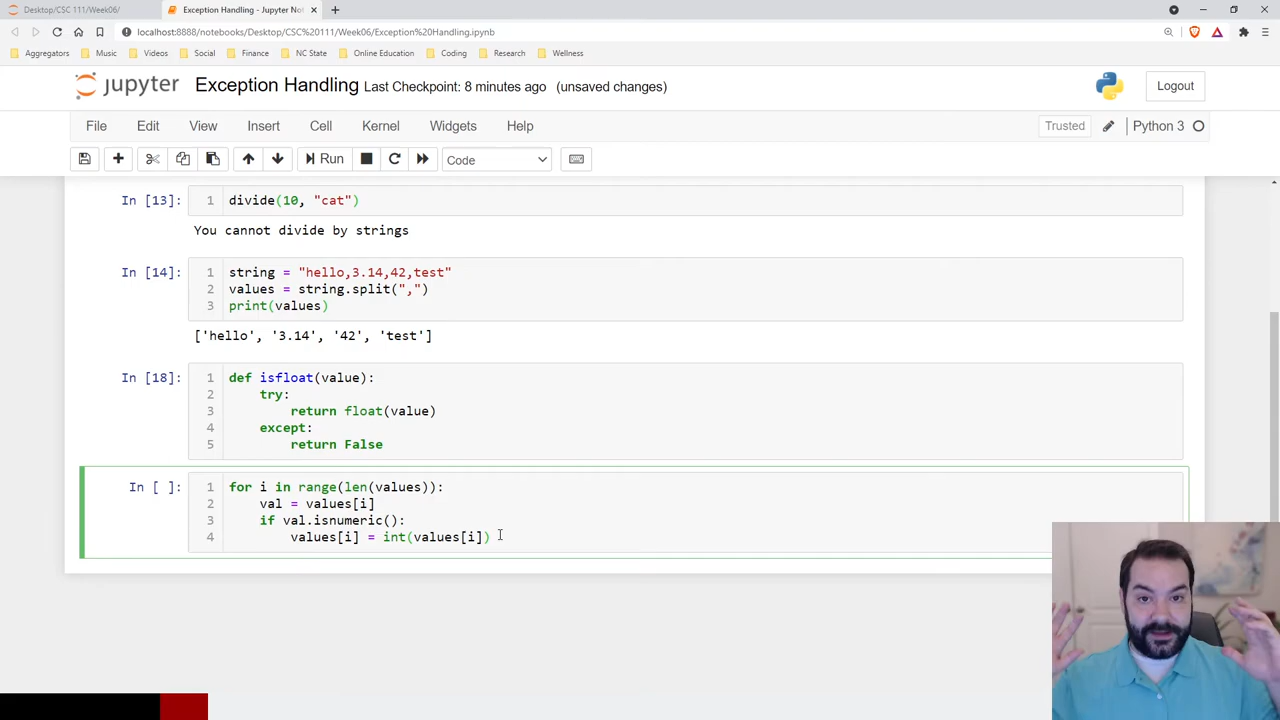 Desktop/CSC 111/Week06/
Exception Handling - Jupyter Not
localhost:8888/notebooks/Desktop/CSC%20111/Week06/Exception%20Handling.ipynb
Aggregators Music Videos Social Finance NC State Online Education Coding Research Wellness
jupyter Exception Handling Last Checkpoint: 8 minutes ago (unsaved changes) Logout
File Edit View Insert Cell Kernel Widgets Help Trusted Python 3
Run Code
In [13]: 1 divide(10, "cat")
You cannot divide by strings
In [14]: 1 string = "hello,3.14,42,test"
2 values = string.split(",")
3 print(values)
['hello', '3.14', '42', 'test']
In [18]: 1 def isfloat(value):
2 try:
3 return float(value)
4 except:
5 return False
In [ ]: 1 for i in range(len(values)):
2 val = values[i]
3 if val.isnumeric():
4 values[i] = int(values[i])